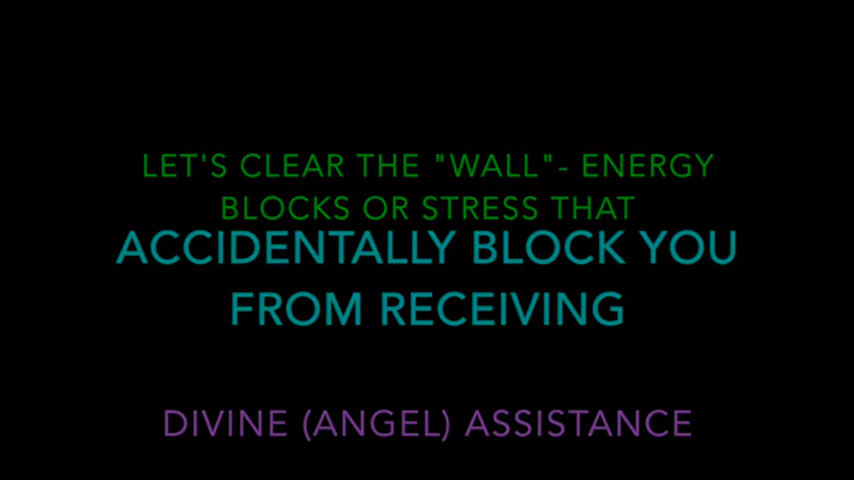 LET'S CLEAR THE "WALL"- ENERGY
BLOCKS OR STRESS THAT
ACCIDENTALLY BLOCK YOU
FROM RECEIVING
DIVINE (ANGEL) ASSISTANCE